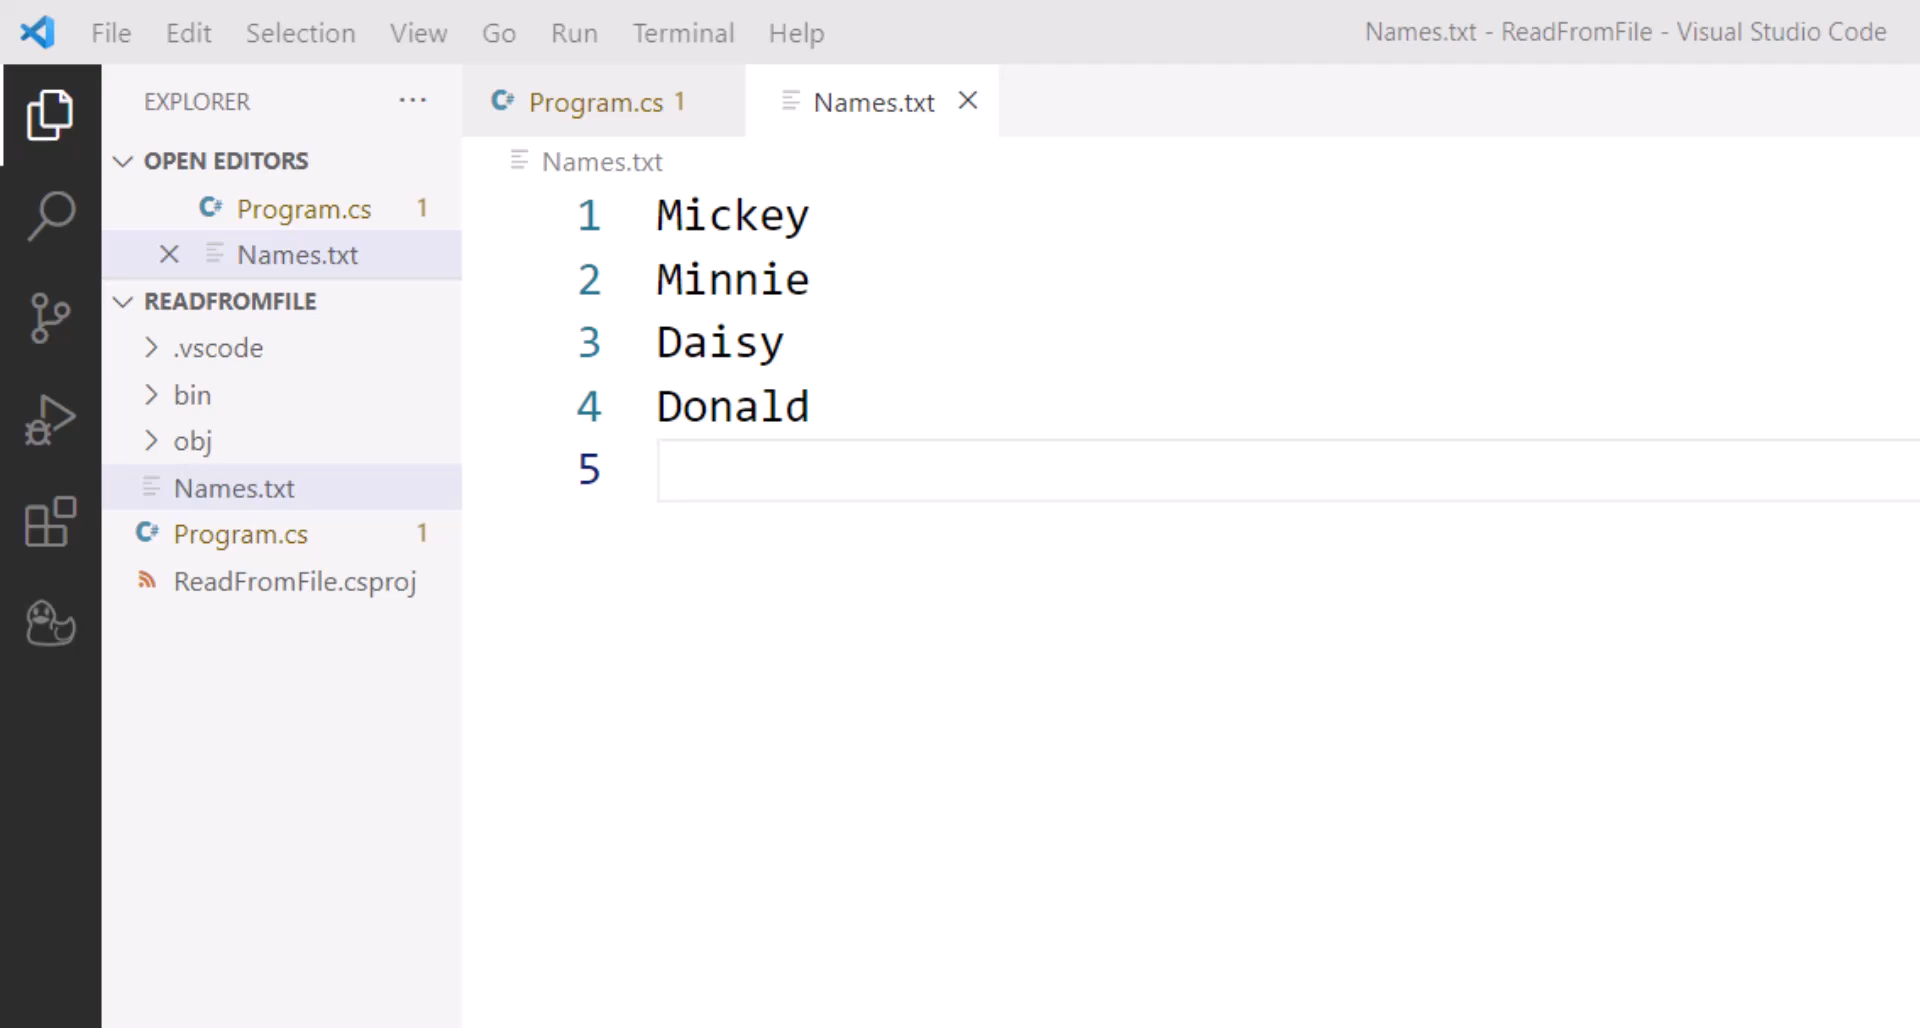 File Edit Selection View Go Run Terminal Help Names.txt - ReadFromFile - Visual Studio Code
EXPLORER ···
OPEN EDITORS
C# Program.cs 1
Names.txt
READFROMFILE
.vscode
bin
obj
Names.txt
C# Program.cs 1
ReadFromFile.csproj
C# Program.cs 1 Names.txt
Names.txt
1 Mickey
2 Minnie
3 Daisy
4 Donald
5